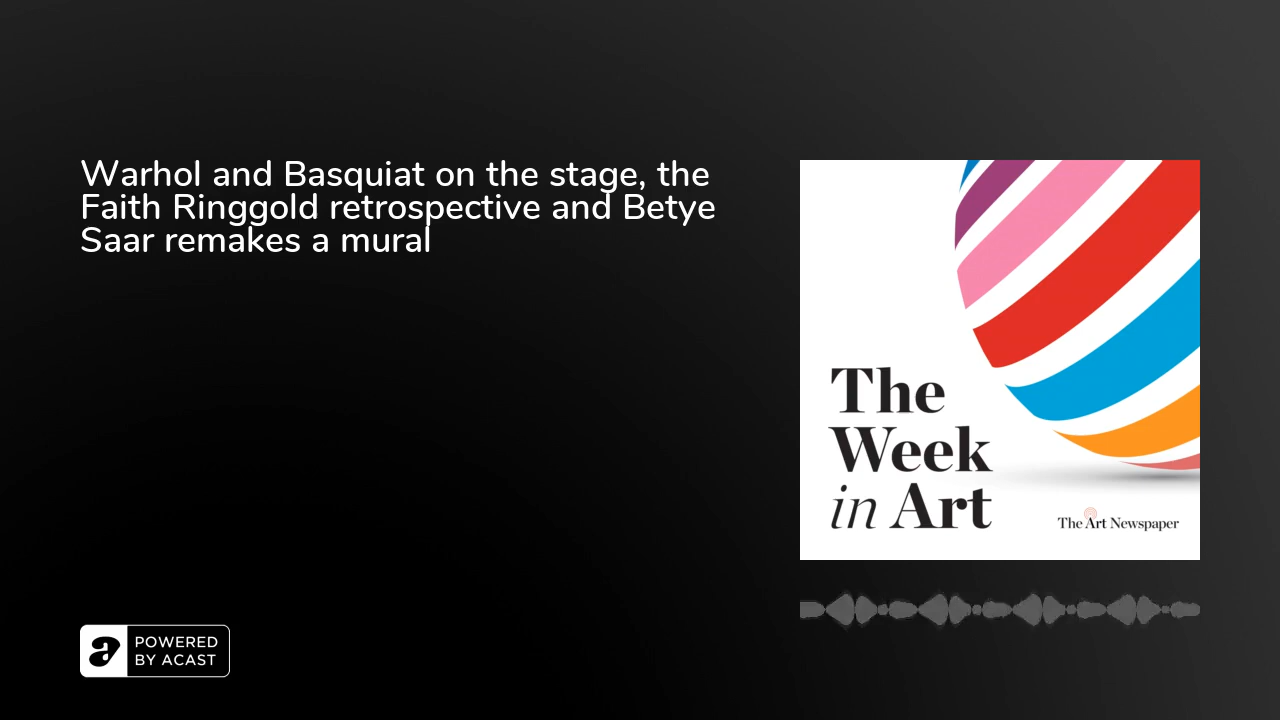 Warhol and Basquiat on the stage, the
Faith Ringgold retrospective and Betye
Saar remakes a mural
The
Week
in Art
The Art Newspaper
POWERED
BY ACAST